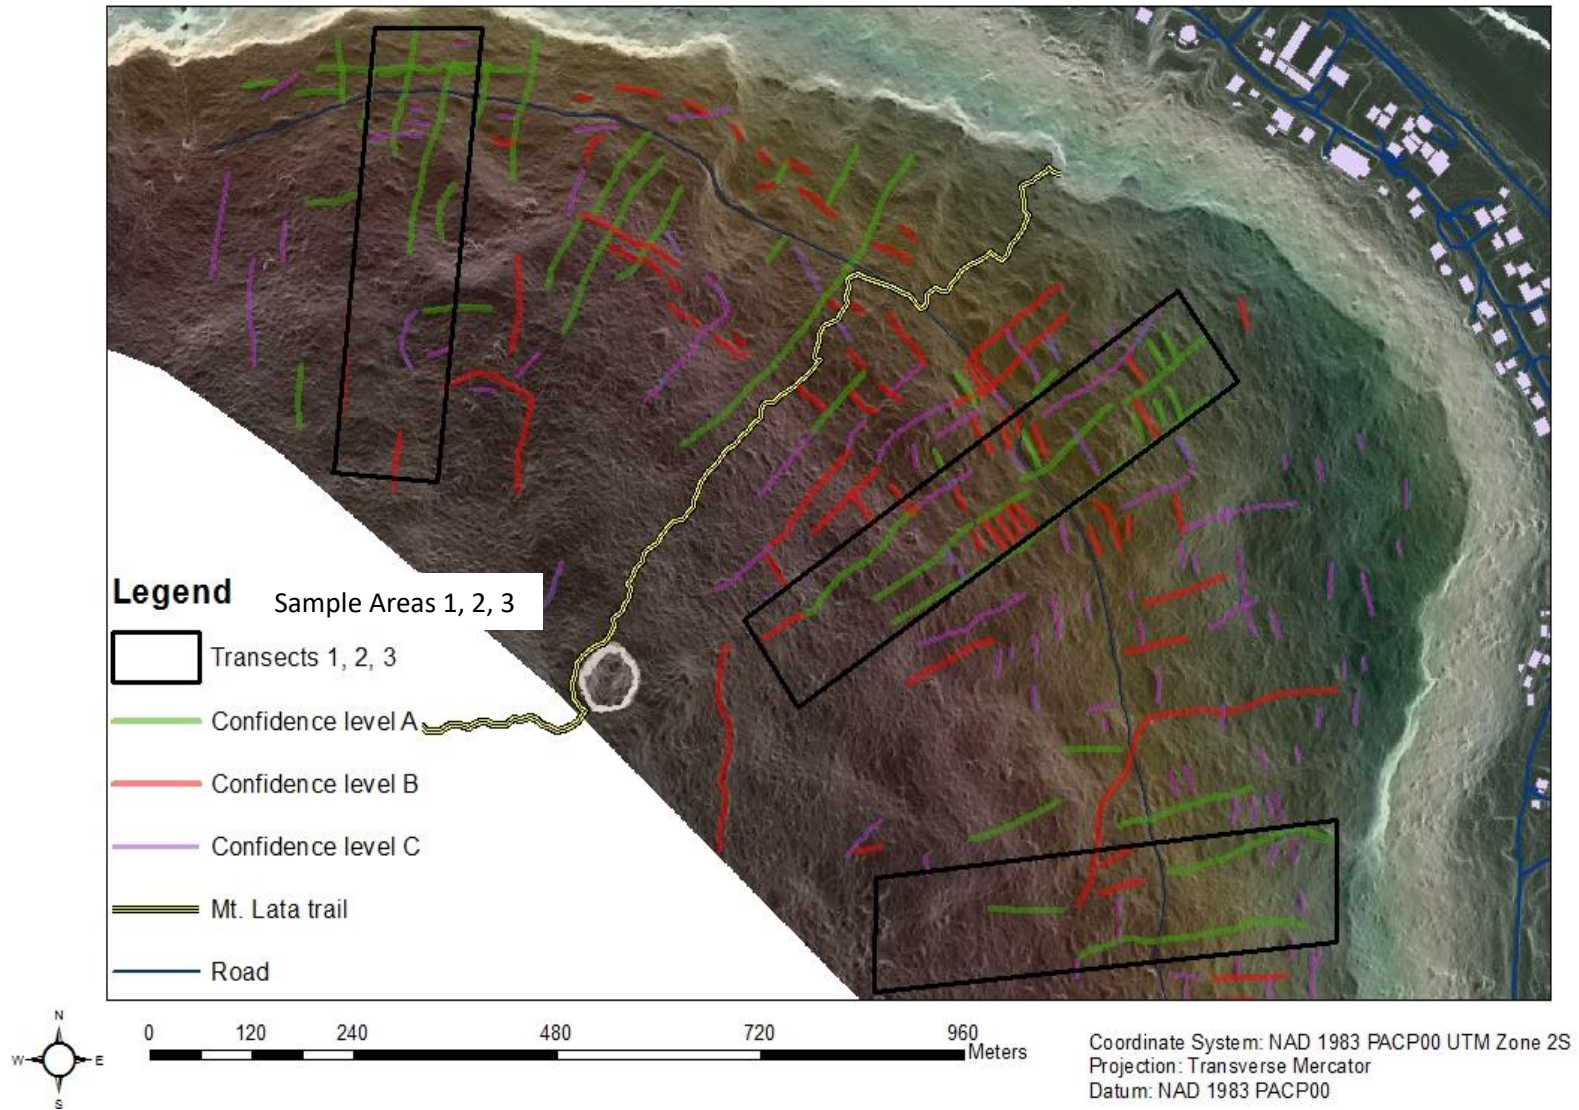 Legend
Sample Areas 1, 2, 3
Transects 1, 2, 3
Confidence level A
Confidence level B
Confidence level C
Mt. Lata trail
Road
N
W E
S
0 120 240 480 720 960
Meters
Coordinate System: NAD 1983 PACP00 UTM Zone 2S
Projection: Transverse Mercator
Datum: NAD 1983 PACP00